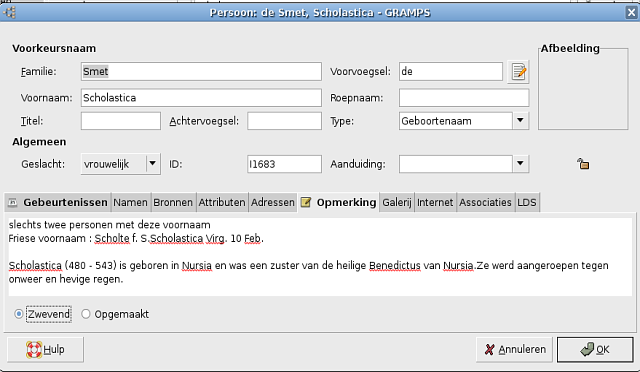 Persoon: de Smet, Scholastica - GRAMPS
Voorkeursnaam
Afbeelding
Familie: Smet Voorvoegsel: de
Voornaam: Scholastica Roepnaam:
Titel: Achtervoegsel: Type: Geboortenaam
Algemeen
Geslacht: vrouwelijk ID: I1683 Aanduiding:
Gebeurtenissen Namen Bronnen Attributen Adressen Opmerking Galerij Internet Associaties LDS
slechts twee personen met deze voornaam
Friese voornaam : Scholte f. S.Scholastica Virg. 10 Feb.
Scholastica (480 - 543) is geboren in Nursia en was een zuster van de heilige Benedictus van Nursia.Ze werd aangeroepen tegen
onweer en hevige regen.
Zwevend Opgemaakt
Hulp Annuleren OK